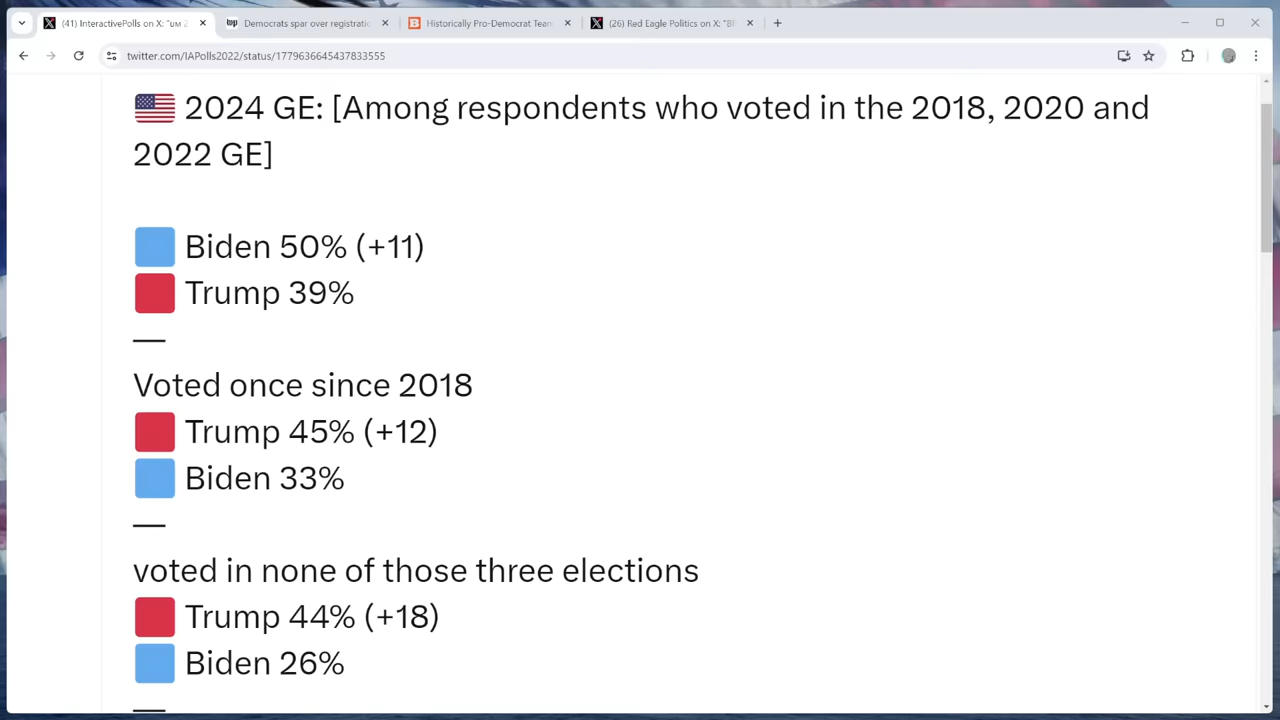 (41) InteractivePolls on X: "🇺🇸 2
Democrats spar over registratio
Historically Pro-Democrat Team
(26) Red Eagle Politics on X: "B
twitter.com/IAPolls2022/status/1779636645437833555
2024 GE: [Among respondents who voted in the 2018, 2020 and
2022 GE]
Biden 50% (+11)
Trump 39%
—
Voted once since 2018
Trump 45% (+12)
Biden 33%
—
voted in none of those three elections
Trump 44% (+18)
Biden 26%
—